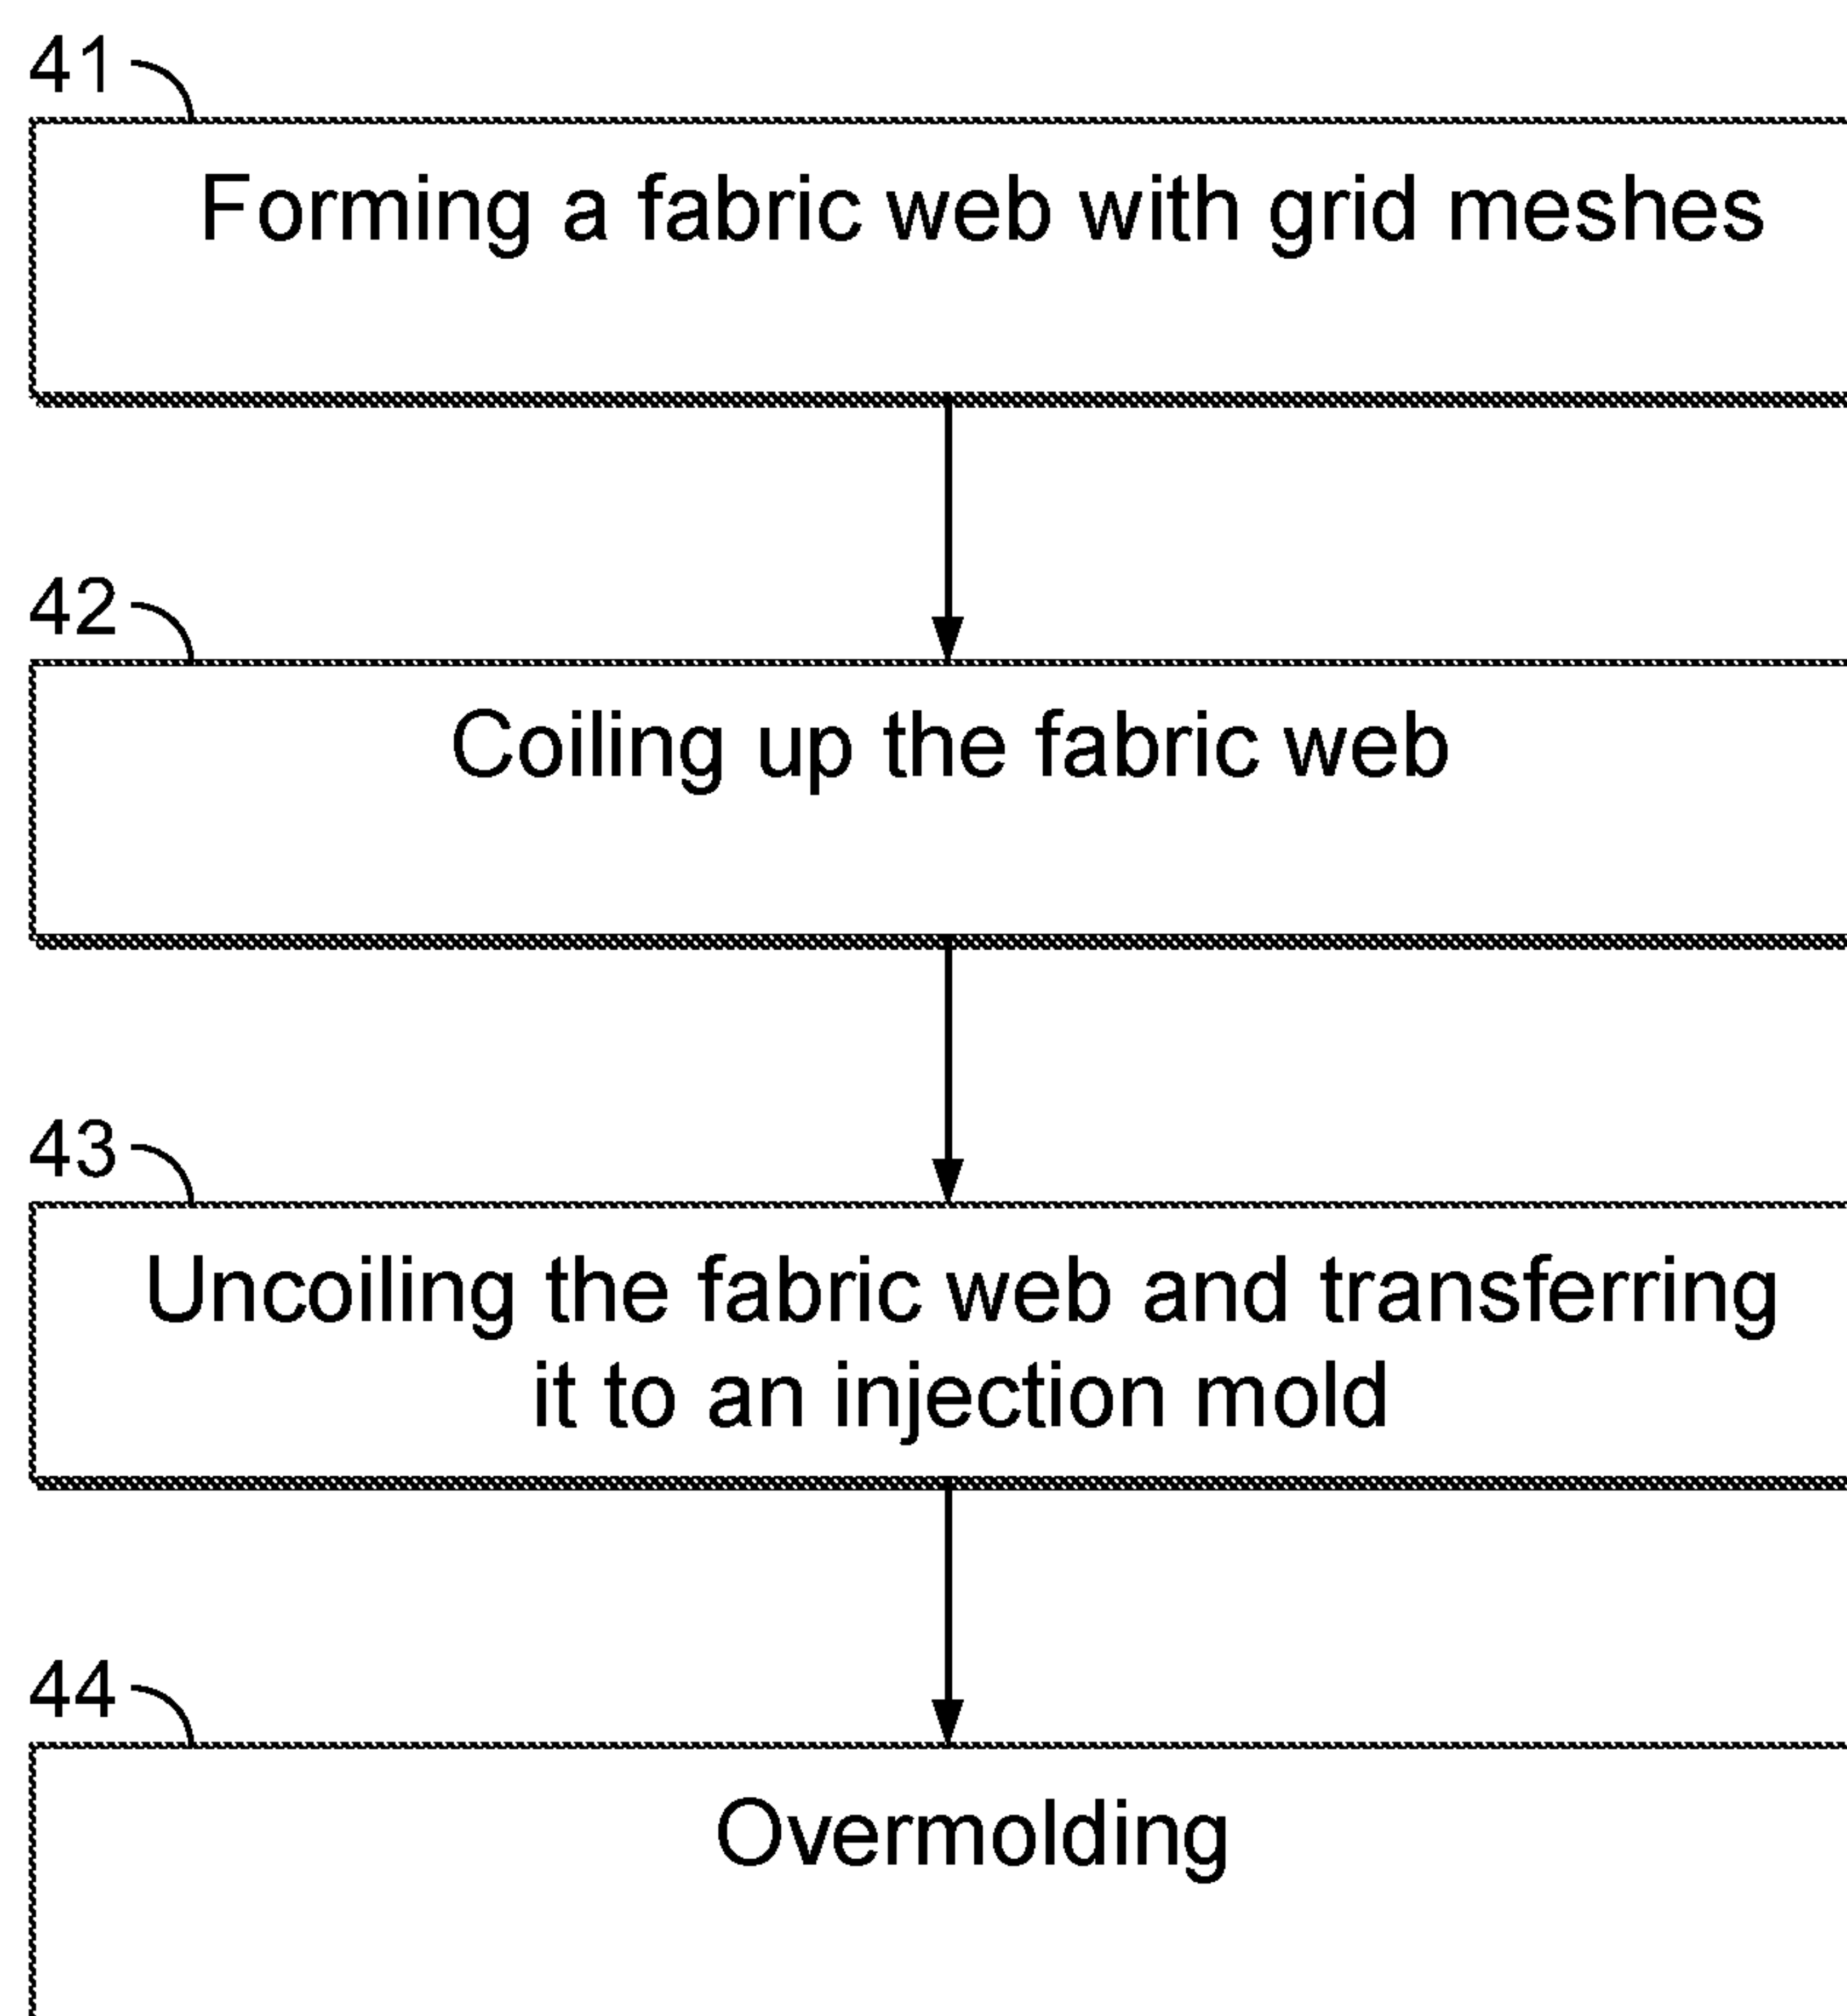 41
Forming a fabric web with grid meshes
42
Coiling up the fabric web
43
Uncoiling the fabric web and transferring
it to an injection mold
44
Overmolding